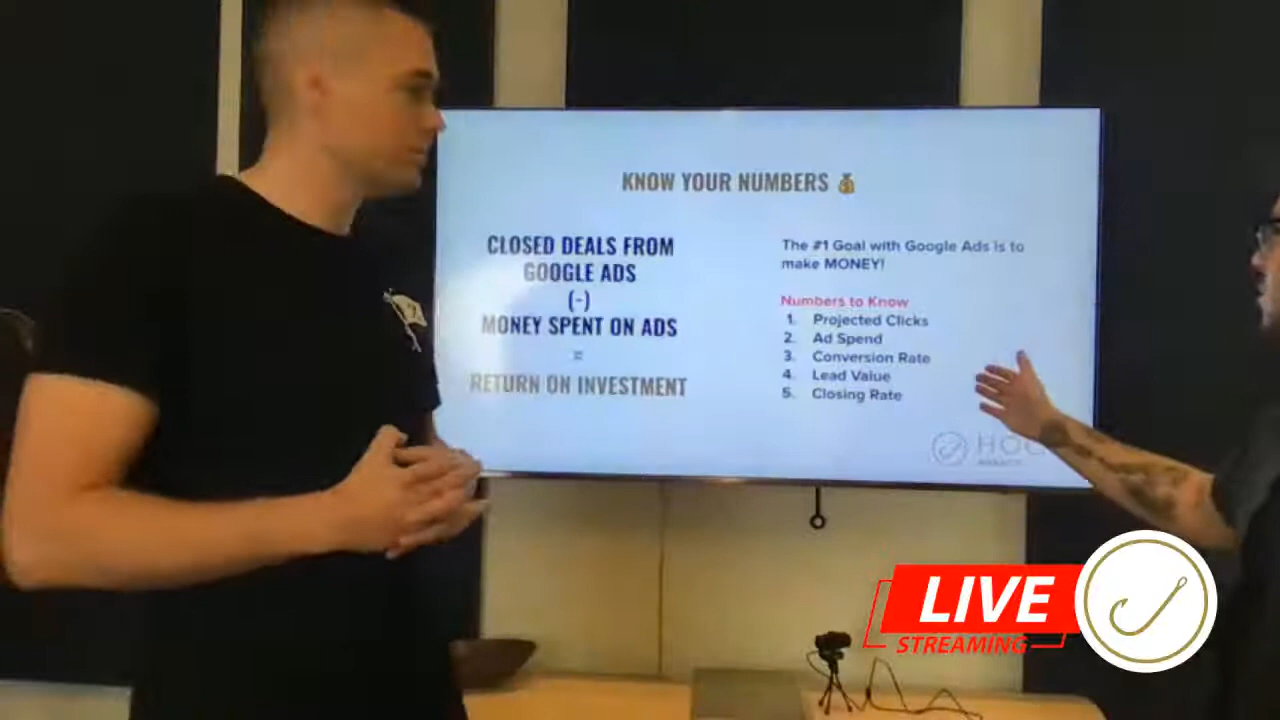 KNOW YOUR NUMBERS 💰
CLOSED DEALS FROM
GOOGLE ADS
(-)
MONEY SPENT ON ADS
=
RETURN ON INVESTMENT
The #1 Goal with Google Ads is to
make MONEY!
Numbers to Know
1. Projected Clicks
2. Ad Spend
3. Conversion Rate
4. Lead Value
5. Closing Rate
LIVE
STREAMING